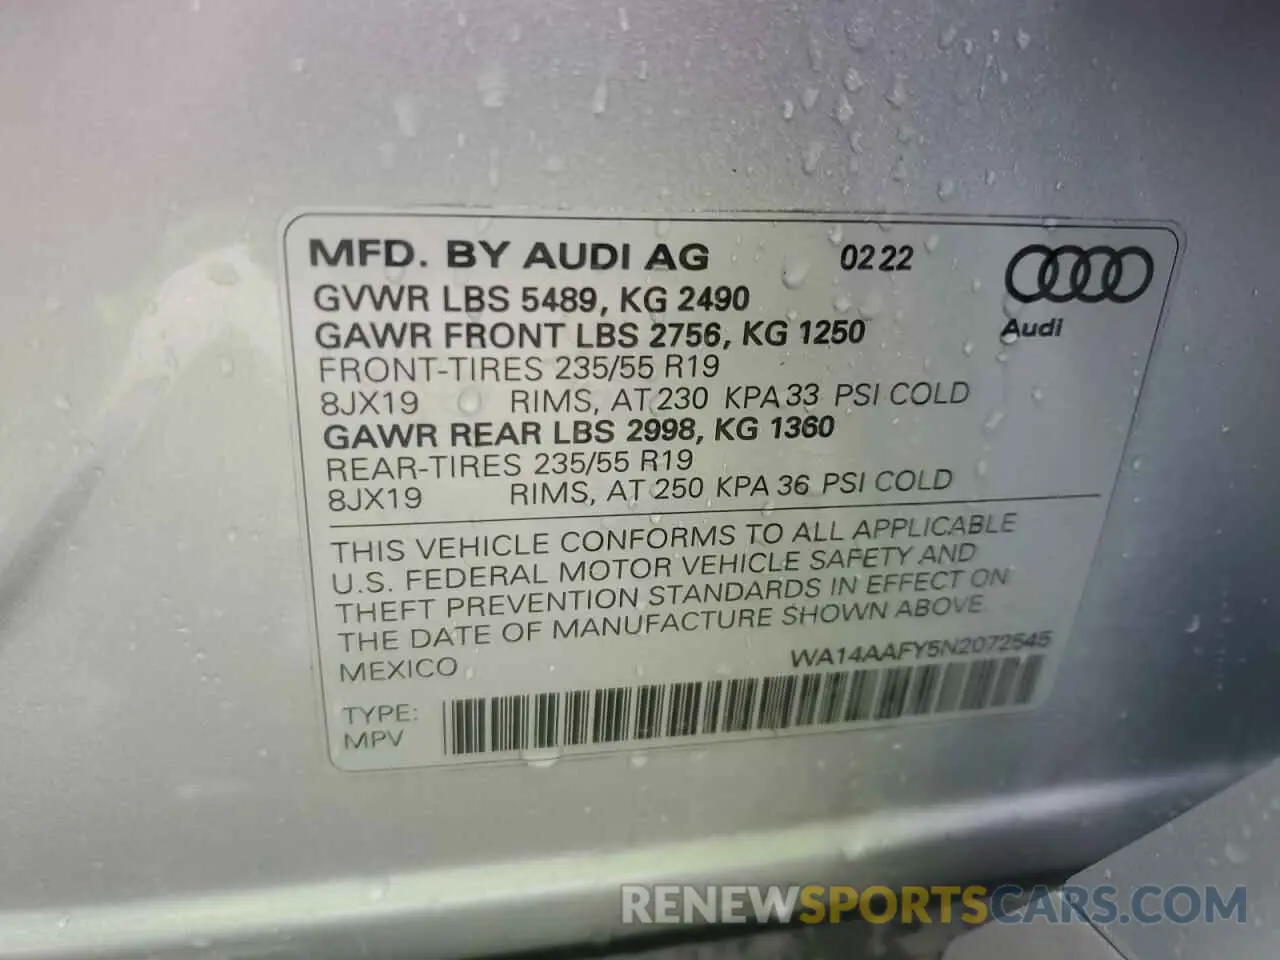 MFD. BY AUDI AG 02 22
GVWR LBS 5489, KG 2490
GAWR FRONT LBS 2756, KG 1250
Audi
FRONT-TIRES 235/55 R19
8JX19 RIMS, AT 230 KPA 33 PSI COLD
GAWR REAR LBS 2998, KG 1360
REAR-TIRES 235/55 R19
8JX19 RIMS, AT 250 KPA 36 PSI COLD
THIS VEHICLE CONFORMS TO ALL APPLICABLE
U.S. FEDERAL MOTOR VEHICLE SAFETY AND
THEFT PREVENTION STANDARDS IN EFFECT ON
THE DATE OF MANUFACTURE SHOWN ABOVE.
MEXICO WA14AAFY5N2072545
TYPE:
MPV
RENEWSPORTSCARS.COM